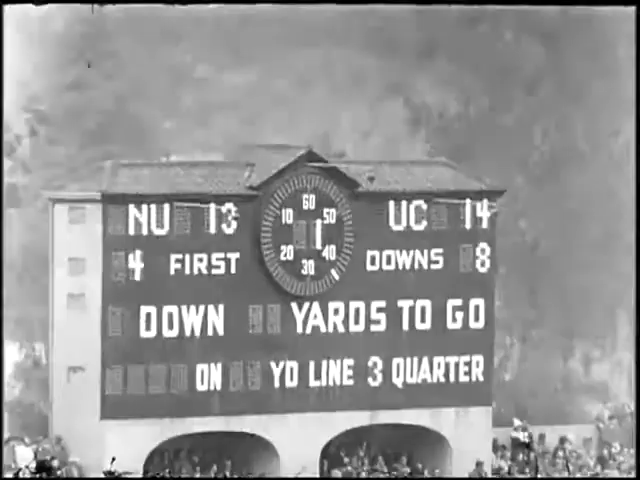 NU 13 UC 14
60
10 50
1
20 40
30
4 FIRST DOWNS 8
DOWN YARDS TO GO
ON YD LINE 3 QUARTER